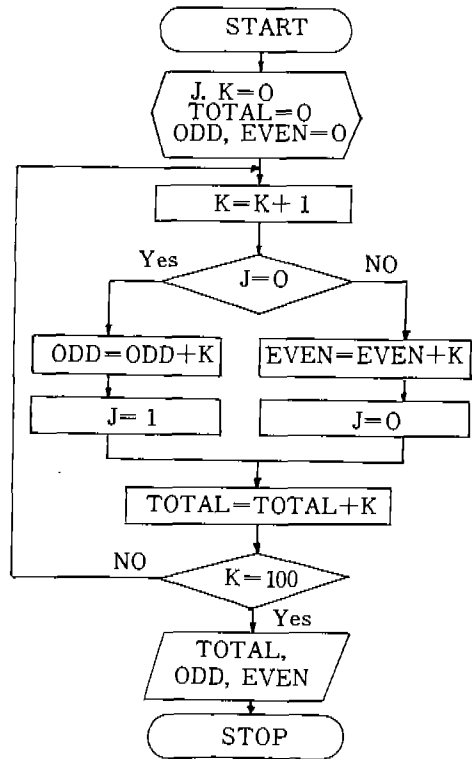 START
J. K=0
TOTAL=0
ODD, EVEN=0
K=K+1
Yes
J=0
NO
ODD=ODD+K
EVEN=EVEN+K
J=1
J=0
TOTAL=TOTAL+K
NO
K=100
Yes
TOTAL,
ODD, EVEN
STOP